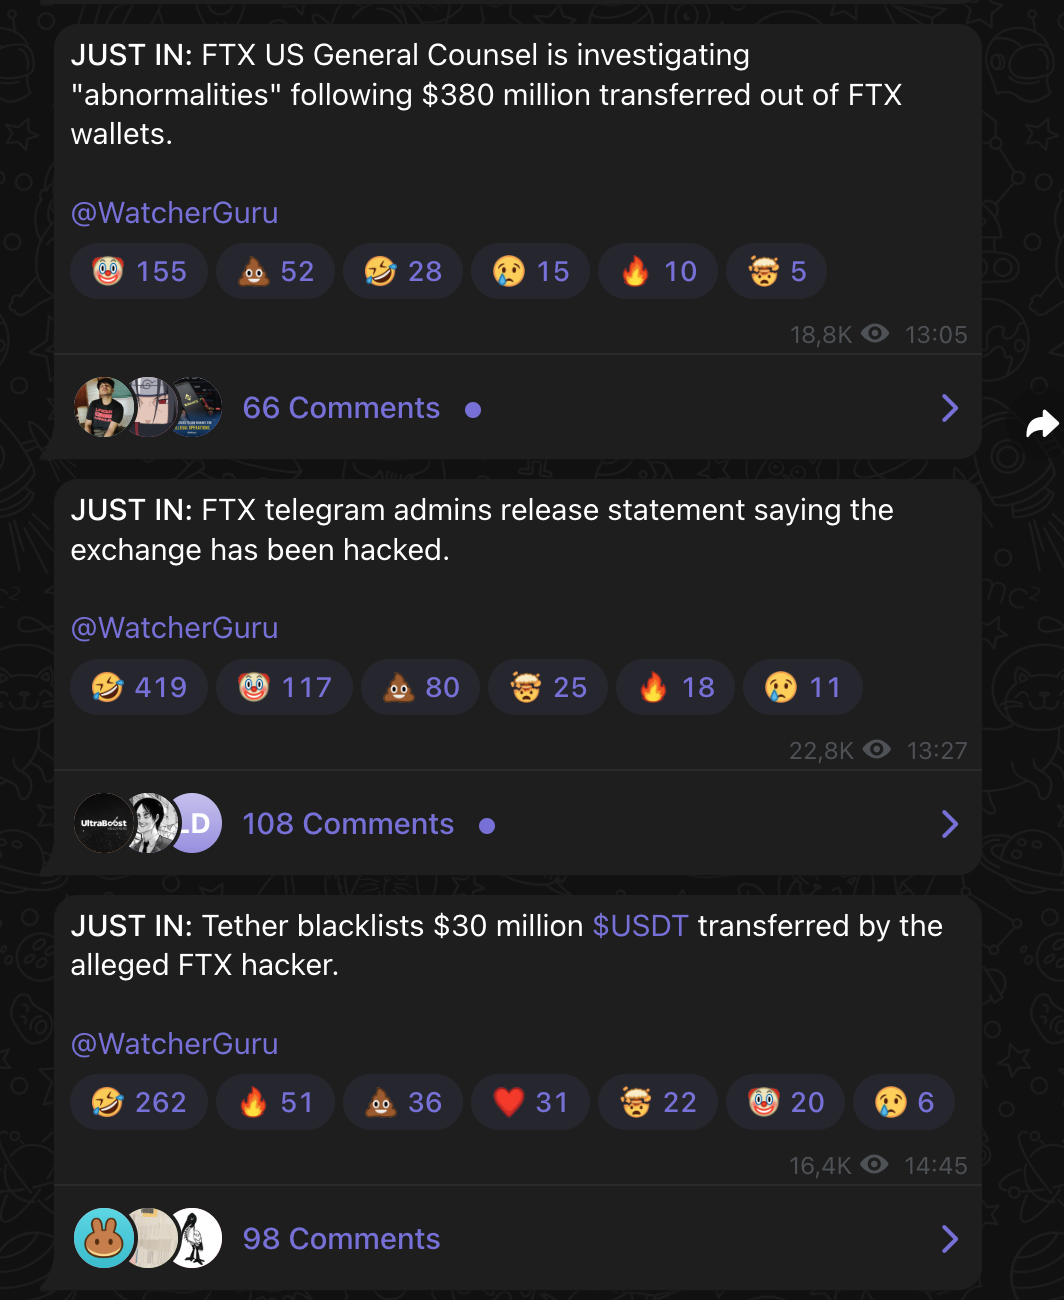 JUST IN: FTX US General Counsel is investigating
"abnormalities" following $380 million transferred out of FTX
wallets.
@WatcherGuru
🤡 155 💩 52 🤣 28 😢 15 🔥 10 🤯 5
18,8K 13:05
66 Comments
JUST IN: FTX telegram admins release statement saying the
exchange has been hacked.
@WatcherGuru
🤣 419 🤡 117 💩 80 🤯 25 🔥 18 😢 11
22,8K 13:27
UltraBoost
LD
108 Comments
JUST IN: Tether blacklists $30 million $USDT transferred by the
alleged FTX hacker.
@WatcherGuru
🤣 262 🔥 51 💩 36 ❤️ 31 🤯 22 🤡 20 😢 6
16,4K 14:45
98 Comments